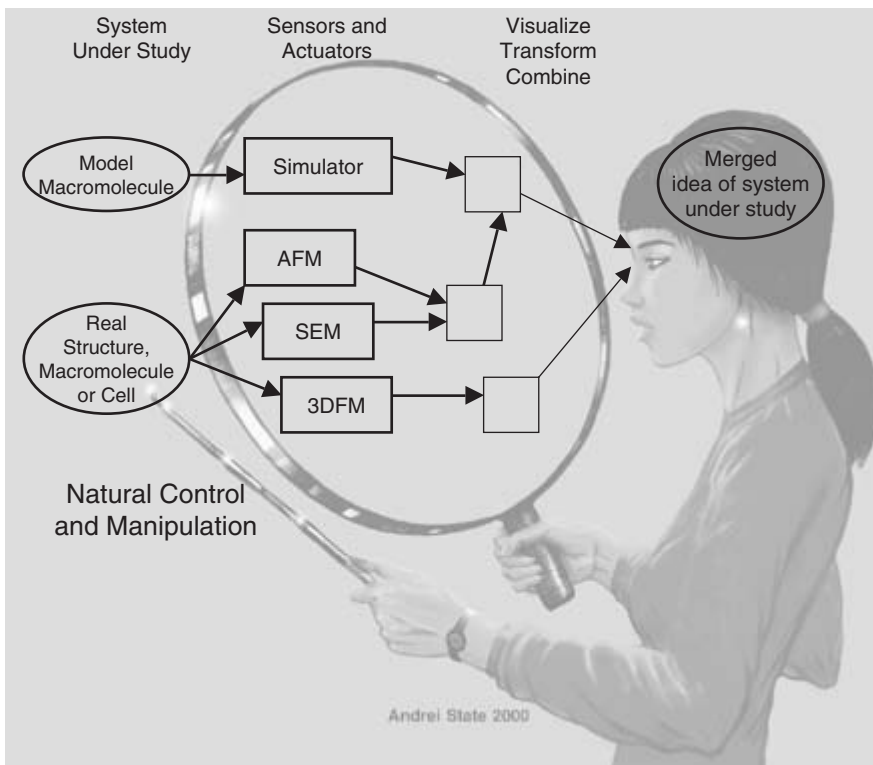 System
Under Study
Sensors and
Actuators
Visualize
Transform
Combine
Model
Macromolecule
Simulator
Merged
idea of system
under study
AFM
SEM
Real
Structure,
Macromolecule
or Cell
3DFM
Natural Control
and Manipulation
Andrei State 2000